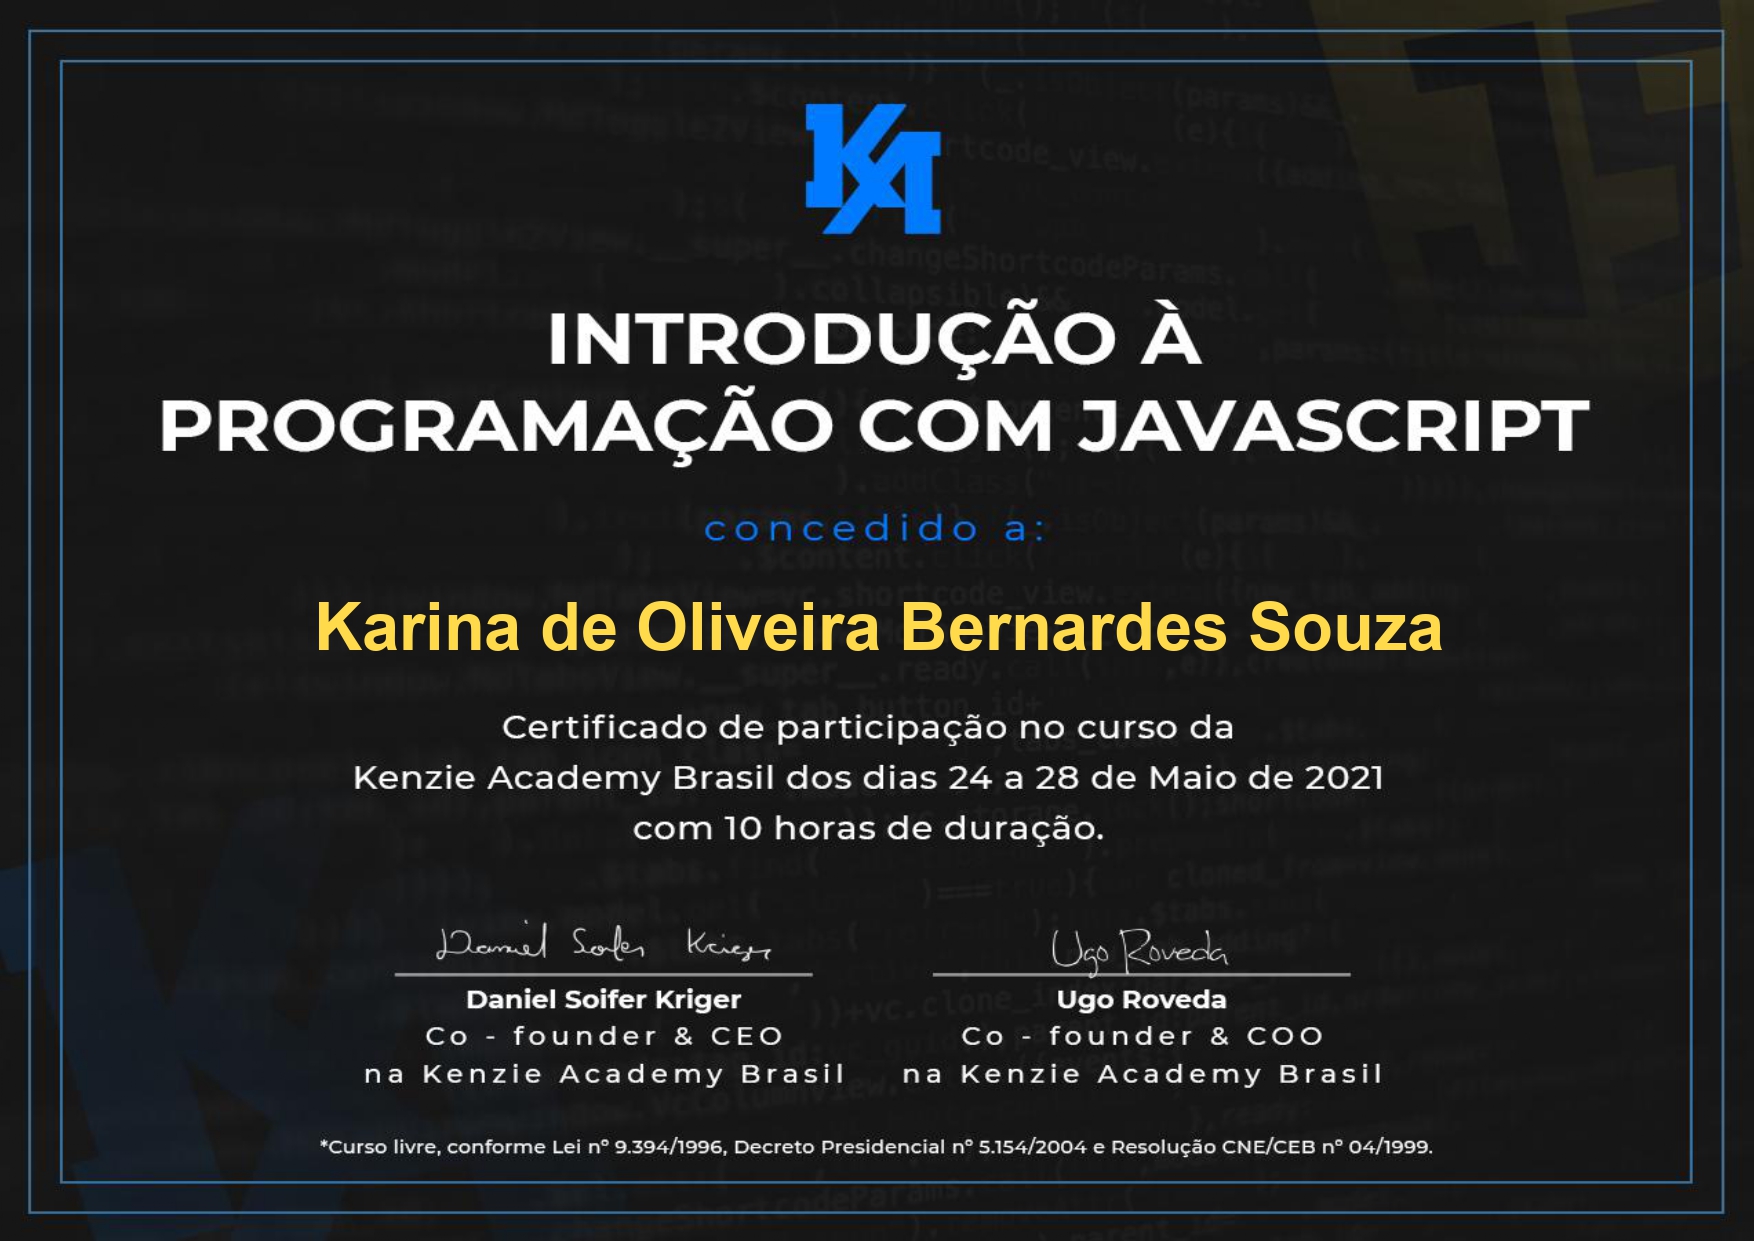 KA
INTRODUÇÃO À
PROGRAMAÇÃO COM JAVASCRIPT
concedido a:
Karina de Oliveira Bernardes Souza
Certificado de participação no curso da
Kenzie Academy Brasil dos dias 24 a 28 de Maio de 2021
com 10 horas de duração.
Daniel Soifer Kriger
Ugo Roveda
Daniel Soifer Kriger
Ugo Roveda
Co - founder & CEO
Co - founder & COO
na Kenzie Academy Brasil
na Kenzie Academy Brasil
*Curso livre, conforme Lei nº 9.394/1996, Decreto Presidencial nº 5.154/2004 e Resolução CNE/CEB nº 04/1999.